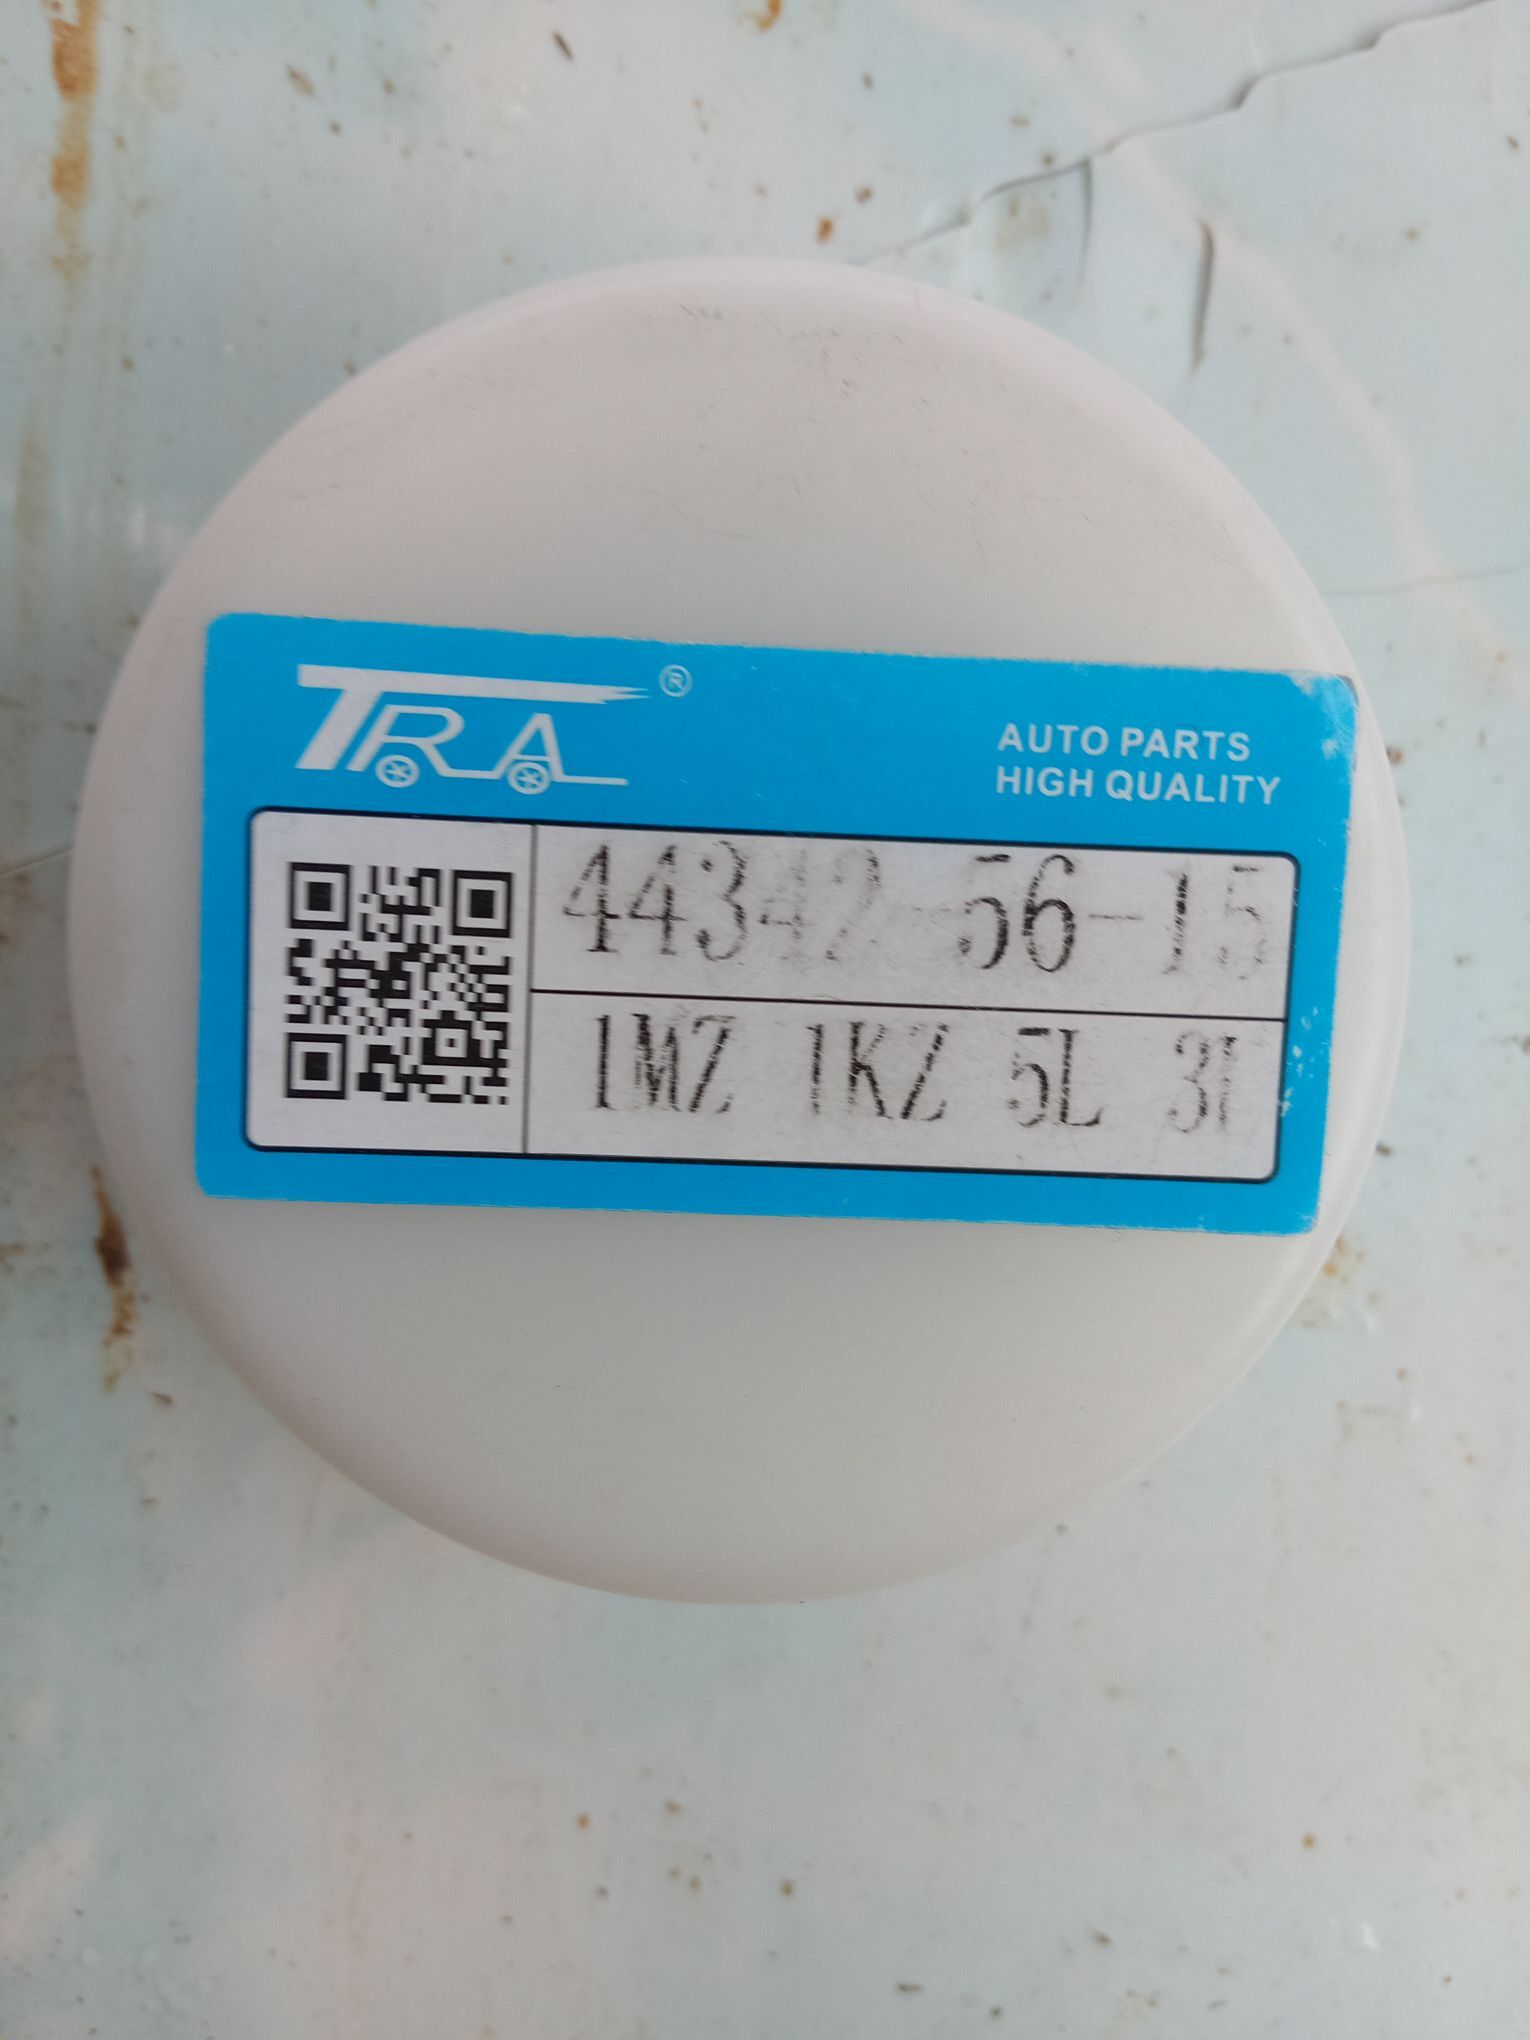 TRA ®
AUTO PARTS
HIGH QUALITY
44342-56-15
1MZ 1KZ 5L